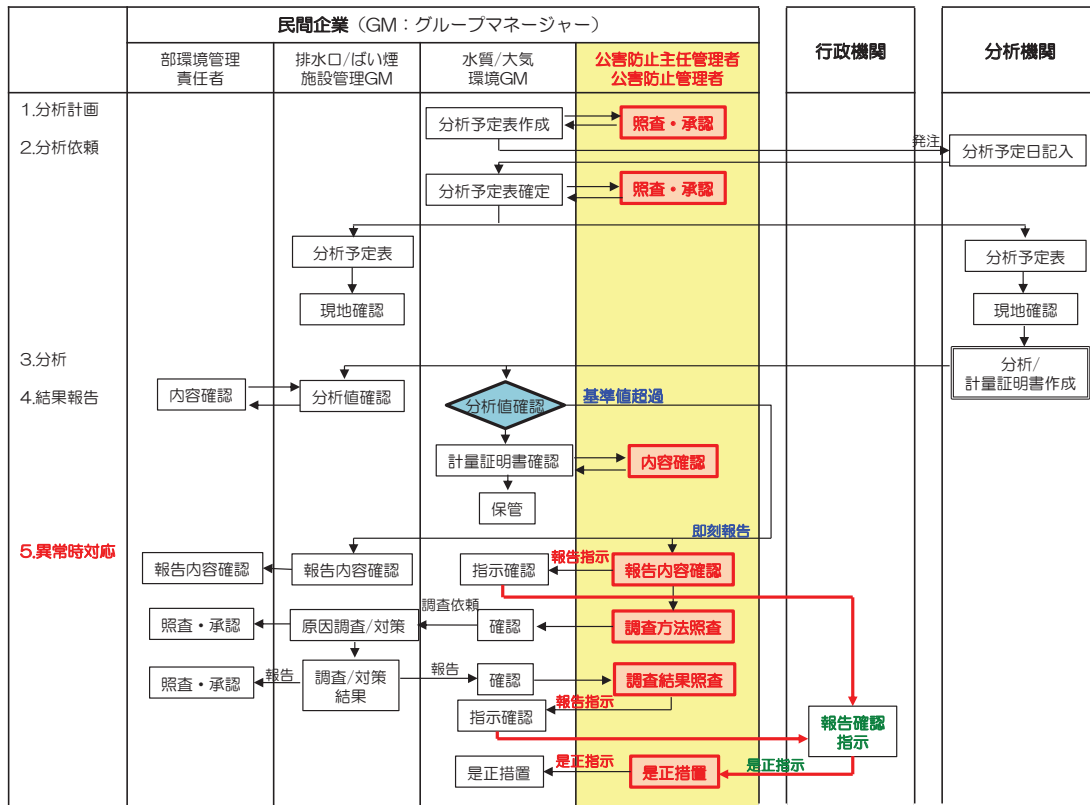 民間企業（GM：グループマネージャー）
行政機関
分析機関
部環境管理
責任者
排水口/ばい煙
施設管理GM
水質/大気
環境GM
公害防止主任管理者
公害防止管理者
1.分析計画
分析予定表作成
照査・承認
2.分析依頼
発注
分析予定日記入
分析予定表確定
照査・承認
分析予定表
分析予定表
現地確認
現地確認
3.分析
分析/
計量証明書作成
4.結果報告
内容確認
分析値確認
分析値確認
基準値超過
計量証明書確認
内容確認
保管
即刻報告
5.異常時対応
報告内容確認
報告内容確認
指示確認
報告指示
報告内容確認
調査依頼
照査・承認
原因調査/対策
確認
調査方法照査
照査・承認
報告
調査/対策
結果
報告
確認
調査結果照査
指示確認
報告指示
報告確認
指示
是正措置
是正指示
是正措置
是正指示